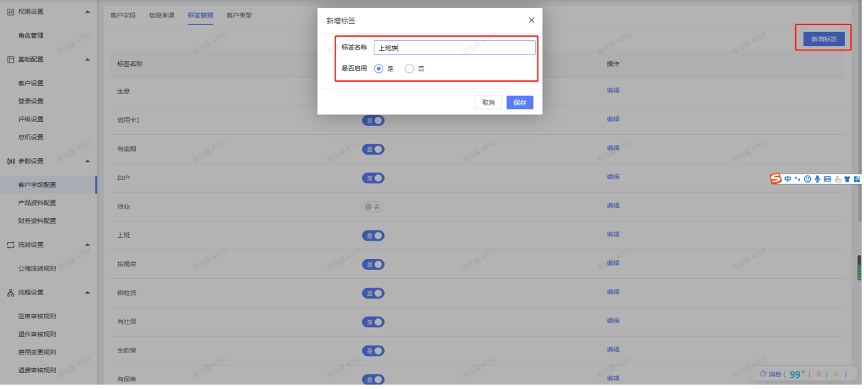 权限设置
角色管理
基础配置
客户设置
登录设置
评级设置
总机设置
参数设置
客户字段配置
产品资料配置
财务资料配置
流转设置
公海流转规则
流程设置
签单审核规则
退件审核规则
费用变更规则
退费审核规则
客户字段
信息来源
标签管理
客户类型
新增标签
标签名称
操作
生意
编辑
信用卡1
是
编辑
有逾期
是
编辑
白户
是
编辑
待业
否
编辑
上班
是
编辑
按揭房
是
编辑
微粒贷
是
编辑
有社保
是
编辑
全款房
是
编辑
有保单
是
编辑
新增标签
×
标签名称
上班族
是否启用
是
否
取消
保存
中
消息 ( 99+ | 0 | 0 )